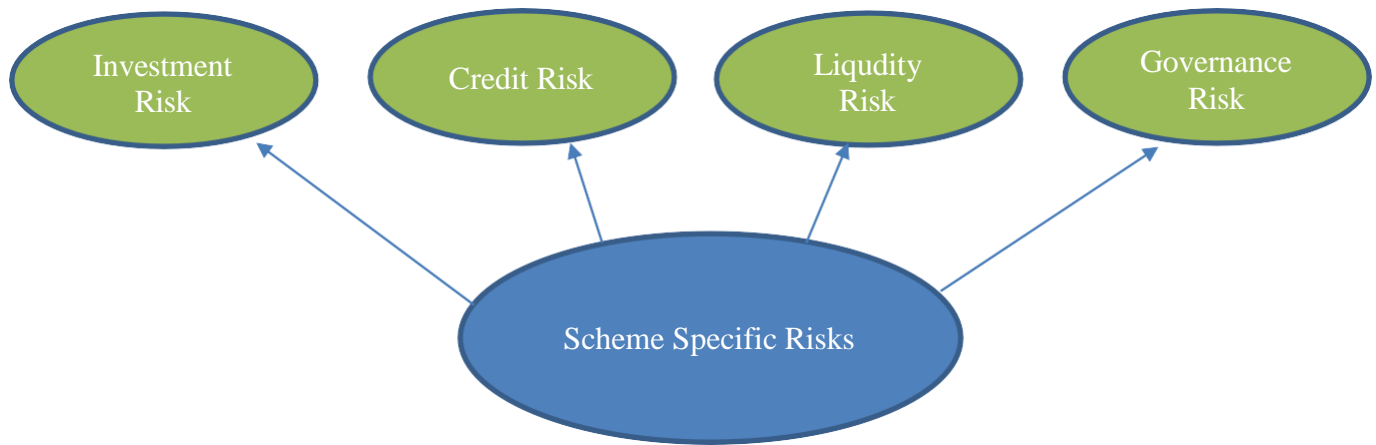 Investment
Risk
Credit Risk
Liqudity
Risk
Governance
Risk
Scheme Specific Risks